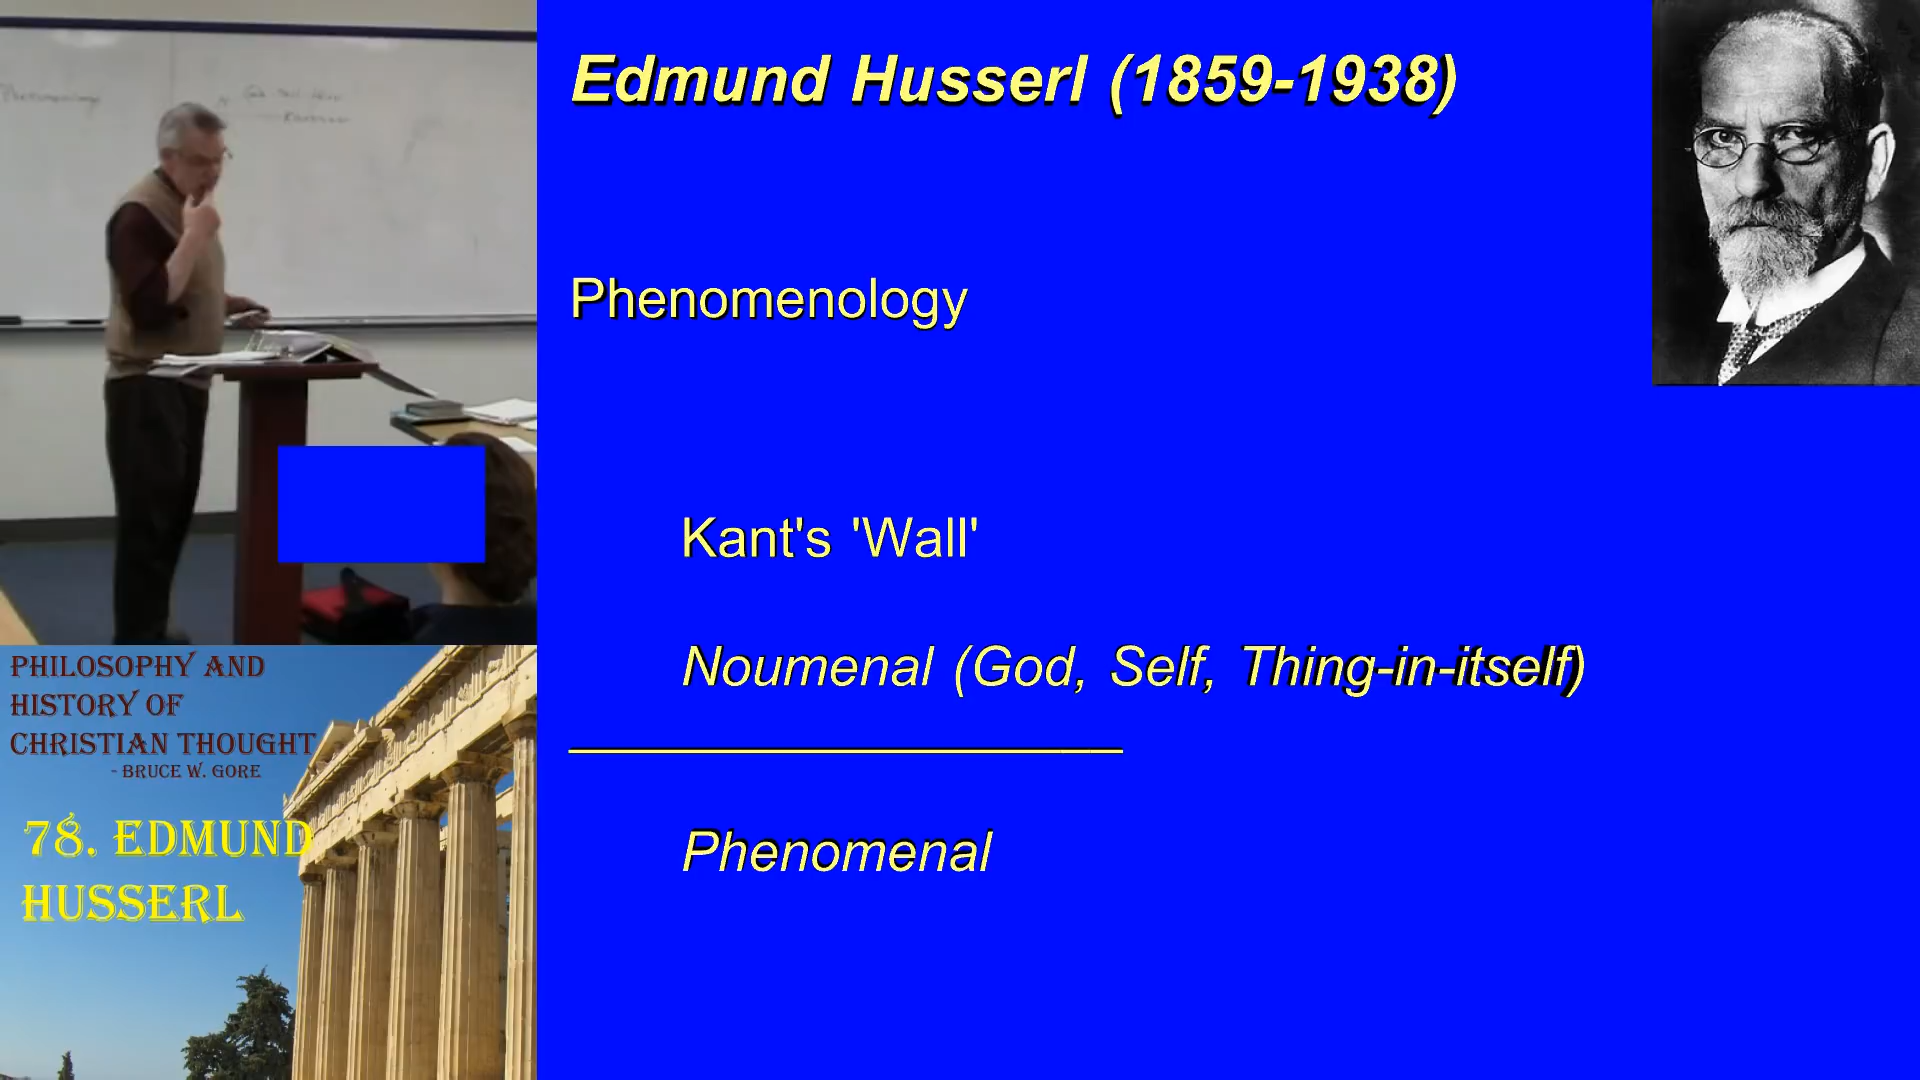 Phenomenology
Edmund Husserl (1859-1938)
Phenomenology
Kant's 'Wall'
Noumenal (God, Self, Thing-in-itself)
Phenomenal
PHILOSOPHY AND
HISTORY OF
CHRISTIAN THOUGHT
- BRUCE W. GORE
78. EDMUND
HUSSERL